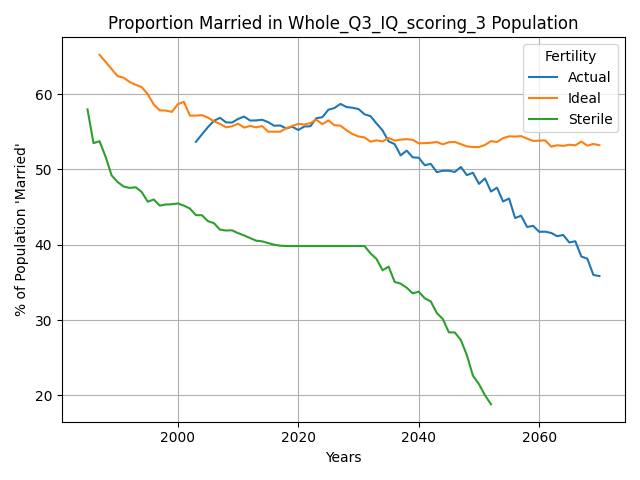 Proportion Married in Whole_Q3_IQ_scoring_3 Population
Fertility
Actual
Ideal
Sterile
% of Population 'Married'
60
50
40
30
20
2000
2020
2040
2060
Years